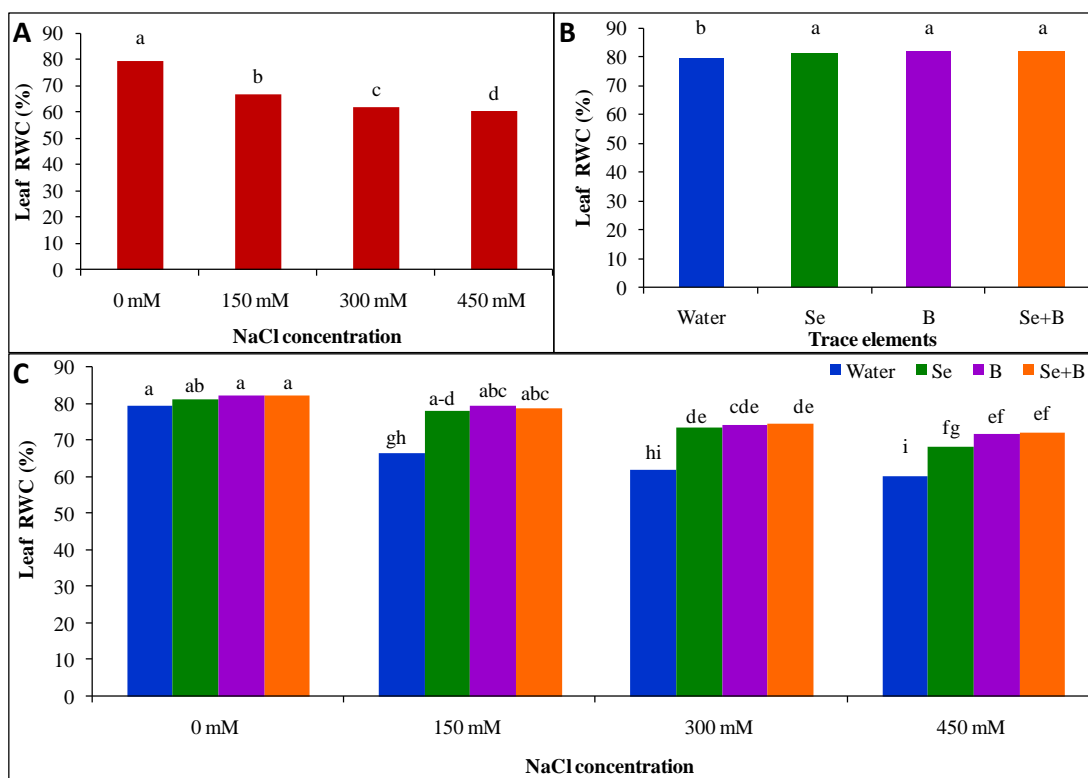 A
Leaf RWC (%)
90
80
70
60
50
40
30
20
10
0
a
b
c
d
0 mM 150 mM 300 mM 450 mM
NaCl concentration
B
Leaf RWC (%)
90
80
70
60
50
40
30
20
10
0
b a a a
Water Se B Se+B
Trace elements
C
Leaf RWC (%)
90
80
70
60
50
40
30
20
10
0
Water Se B Se+B
a ab a a
gh a-d abc abc
hi de cde de
i fg ef ef
0 mM 150 mM 300 mM 450 mM
NaCl concentration